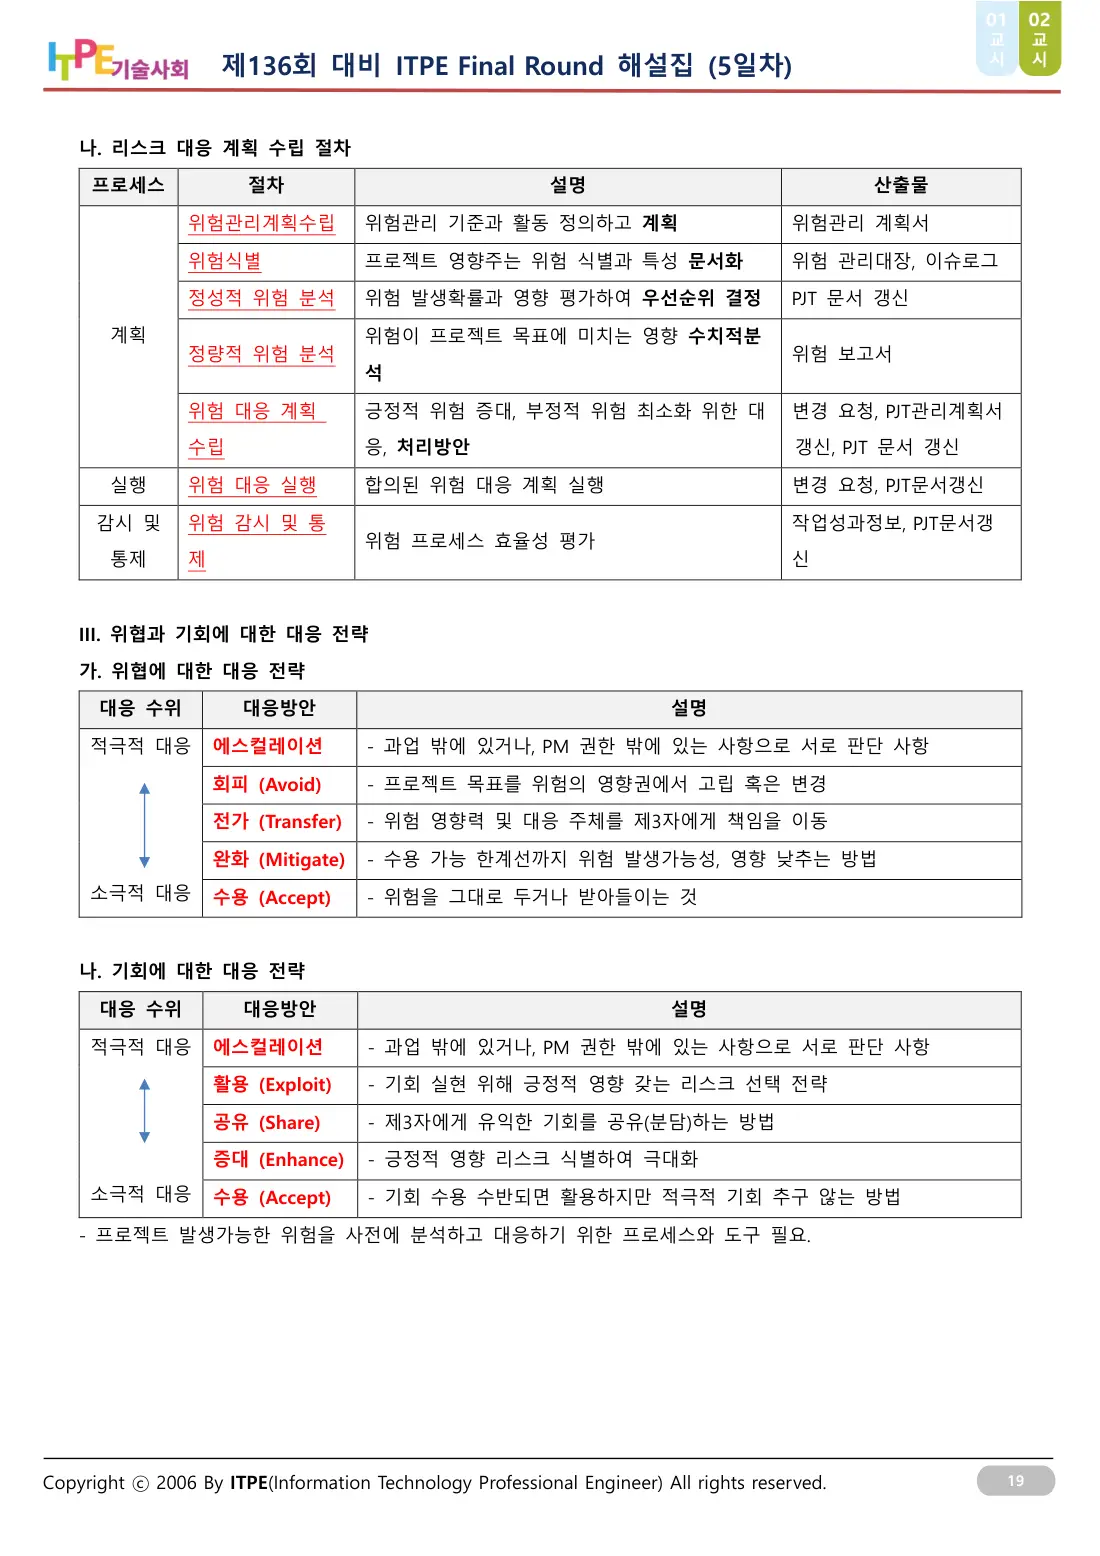 01
교
시
02
교
시
ITPE기술사회 제136회 대비 ITPE Final Round 해설집 (5일차)
나. 리스크 대응 계획 수립 절차
프로세스 절차 설명 산출물
계획
위험관리계획수립 위험관리 기준과 활동 정의하고 계획 위험관리 계획서
위험식별 프로젝트 영향주는 위험 식별과 특성 문서화 위험 관리대장, 이슈로그
정성적 위험 분석 위험 발생확률과 영향 평가하여 우선순위 결정 PJT 문서 갱신
정량적 위험 분석 위험이 프로젝트 목표에 미치는 영향 수치적분
석
위험 보고서
위험 대응 계획
수립
긍정적 위험 증대, 부정적 위험 최소화 위한 대
응, 처리방안
변경 요청, PJT관리계획서
갱신, PJT 문서 갱신
실행 위험 대응 실행 합의된 위험 대응 계획 실행 변경 요청, PJT문서갱신
감시 및
통제
위험 감시 및 통
제
위험 프로세스 효율성 평가
작업성과정보, PJT문서갱
신
III. 위협과 기회에 대한 대응 전략
가. 위협에 대한 대응 전략
대응 수위 대응방안 설명
적극적 대응 에스컬레이션 - 과업 밖에 있거나, PM 권한 밖에 있는 사항으로 서로 판단 사항
회피 (Avoid) - 프로젝트 목표를 위험의 영향권에서 고립 혹은 변경
전가 (Transfer) - 위험 영향력 및 대응 주체를 제3자에게 책임을 이동
완화 (Mitigate) - 수용 가능 한계선까지 위험 발생가능성, 영향 낮추는 방법
소극적 대응 수용 (Accept) - 위험을 그대로 두거나 받아들이는 것
나. 기회에 대한 대응 전략
대응 수위 대응방안 설명
적극적 대응 에스컬레이션 - 과업 밖에 있거나, PM 권한 밖에 있는 사항으로 서로 판단 사항
활용 (Exploit) - 기회 실현 위해 긍정적 영향 갖는 리스크 선택 전략
공유 (Share) - 제3자에게 유익한 기회를 공유(분담)하는 방법
증대 (Enhance) - 긍정적 영향 리스크 식별하여 극대화
소극적 대응 수용 (Accept) - 기회 수용 수반되면 활용하지만 적극적 기회 추구 않는 방법
- 프로젝트 발생가능한 위험을 사전에 분석하고 대응하기 위한 프로세스와 도구 필요.
Copyright ⓒ 2006 By ITPE(Information Technology Professional Engineer) All rights reserved.
19